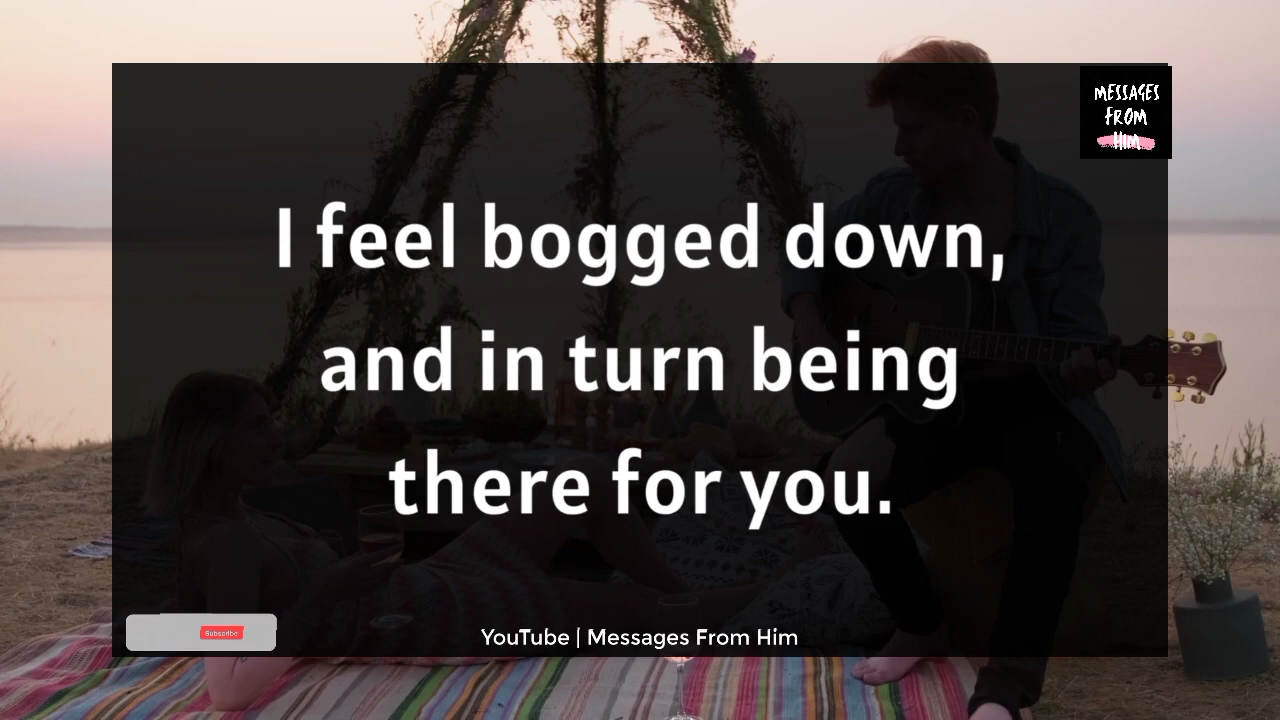 MESSAGES
FROM
HIM
I feel bogged down,
and in turn being
there for you.
Subscribe
YouTube | Messages From Him